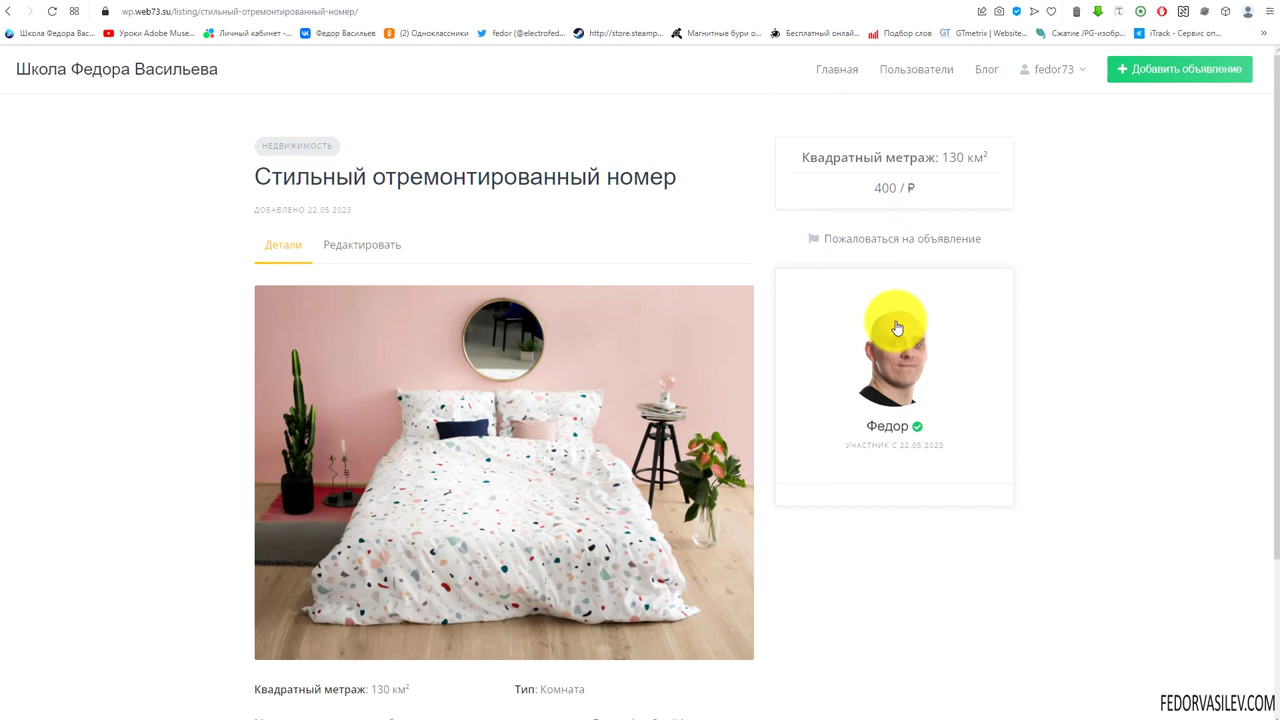 wp.web73.su/listing/стильный-отремонтированный-номер/
Школа Федора Вас...
Уроки Adobe Muse...
Личный кабинет -...
Федор Васильев
(2) Одноклассники
fedor (@electrofed...
http://store.steamp...
Магнитные бури о...
Бесплатный онлай...
Подбор слов
GTmetrix | Website...
Сжатие JPG-изобр...
iTrack - Сервис оп...
Школа Федора Васильева
Главная
Пользователи
Блог
fedor73
Добавить объявление
НЕДВИЖИМОСТЬ
Стильный отремонтированный номер
ДОБАВЛЕНО 22.05.2023
Детали
Редактировать
Квадратный метраж: 130 км²
400 / ₽
Пожаловаться на объявление
Федор
УЧАСТНИК С 22.05.2023
Квадратный метраж: 130 км²
Тип: Комната
FEDORVASILEV.COM